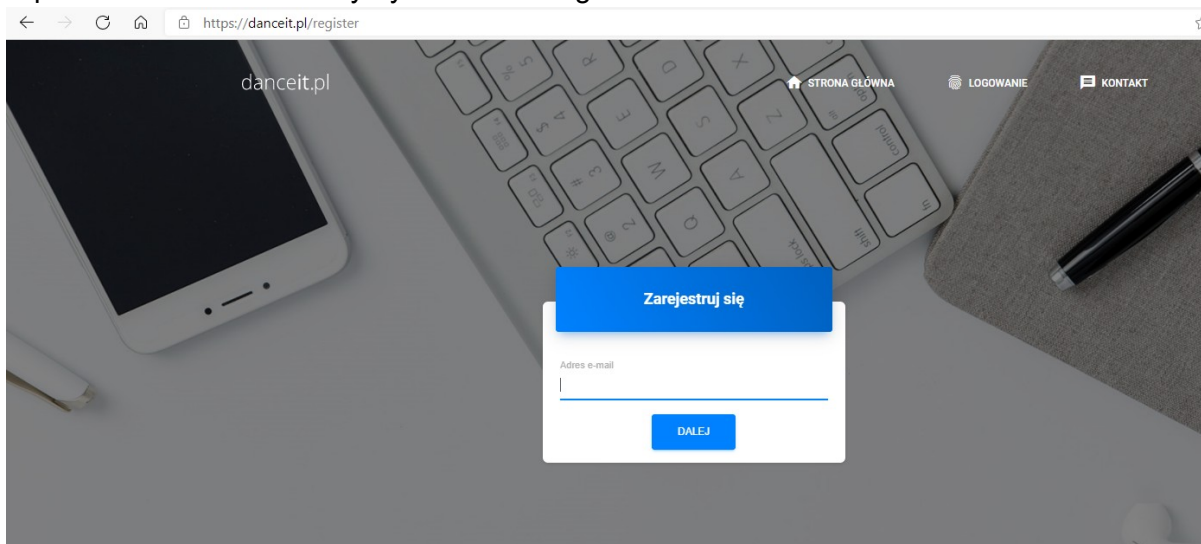 https://danceit.pl/register
danceit.pl
STRONA GŁÓWNA
LOGOWANIE
KONTAKT
Zarejestruj się
Adres e-mail
DALEJ